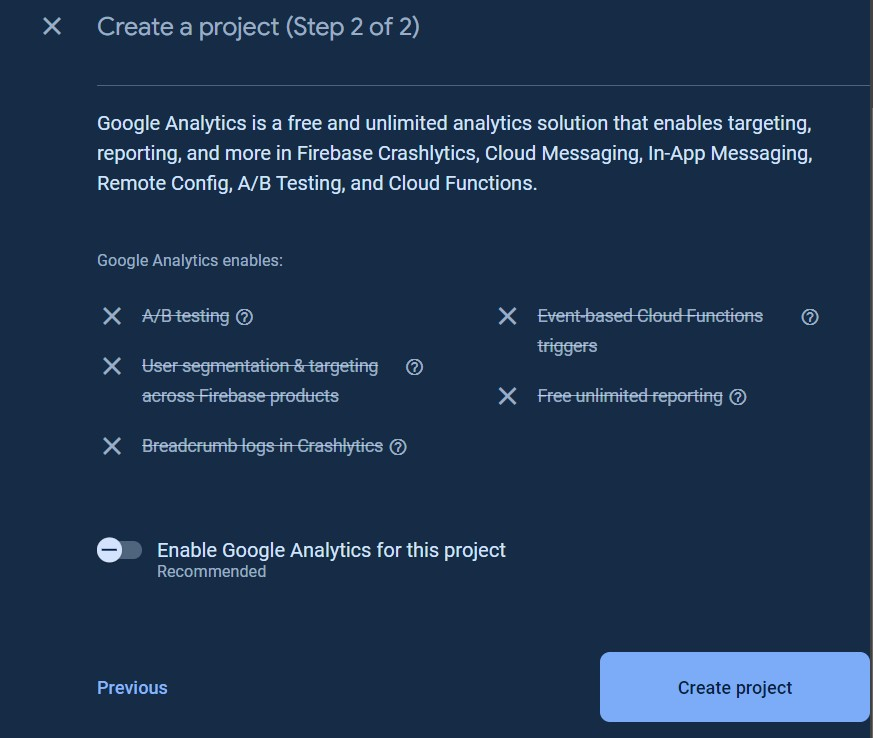 Create a project (Step 2 of 2)
Google Analytics is a free and unlimited analytics solution that enables targeting,
reporting, and more in Firebase Crashlytics, Cloud Messaging, In-App Messaging,
Remote Config, A/B Testing, and Cloud Functions.
Google Analytics enables:
A/B testing
User segmentation & targeting
across Firebase products
Breadcrumb logs in Crashlytics
Event-based Cloud Functions
triggers
Free unlimited reporting
Enable Google Analytics for this project
Recommended
Previous
Create project